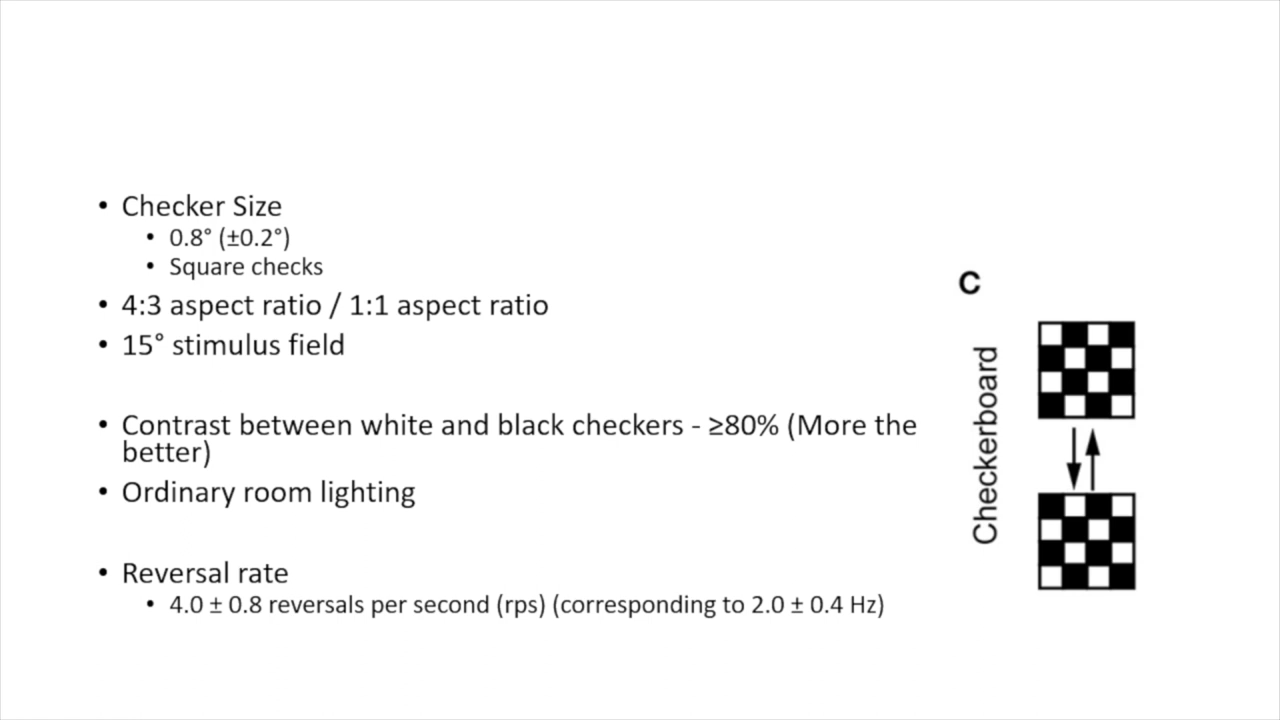 • Checker Size
• 0.8° (±0.2°)
• Square checks
• 4:3 aspect ratio / 1:1 aspect ratio
• 15° stimulus field
• Contrast between white and black checkers - ≥80% (More the
better)
• Ordinary room lighting
• Reversal rate
• 4.0 ± 0.8 reversals per second (rps) (corresponding to 2.0 ± 0.4 Hz)
C
Checkerboard